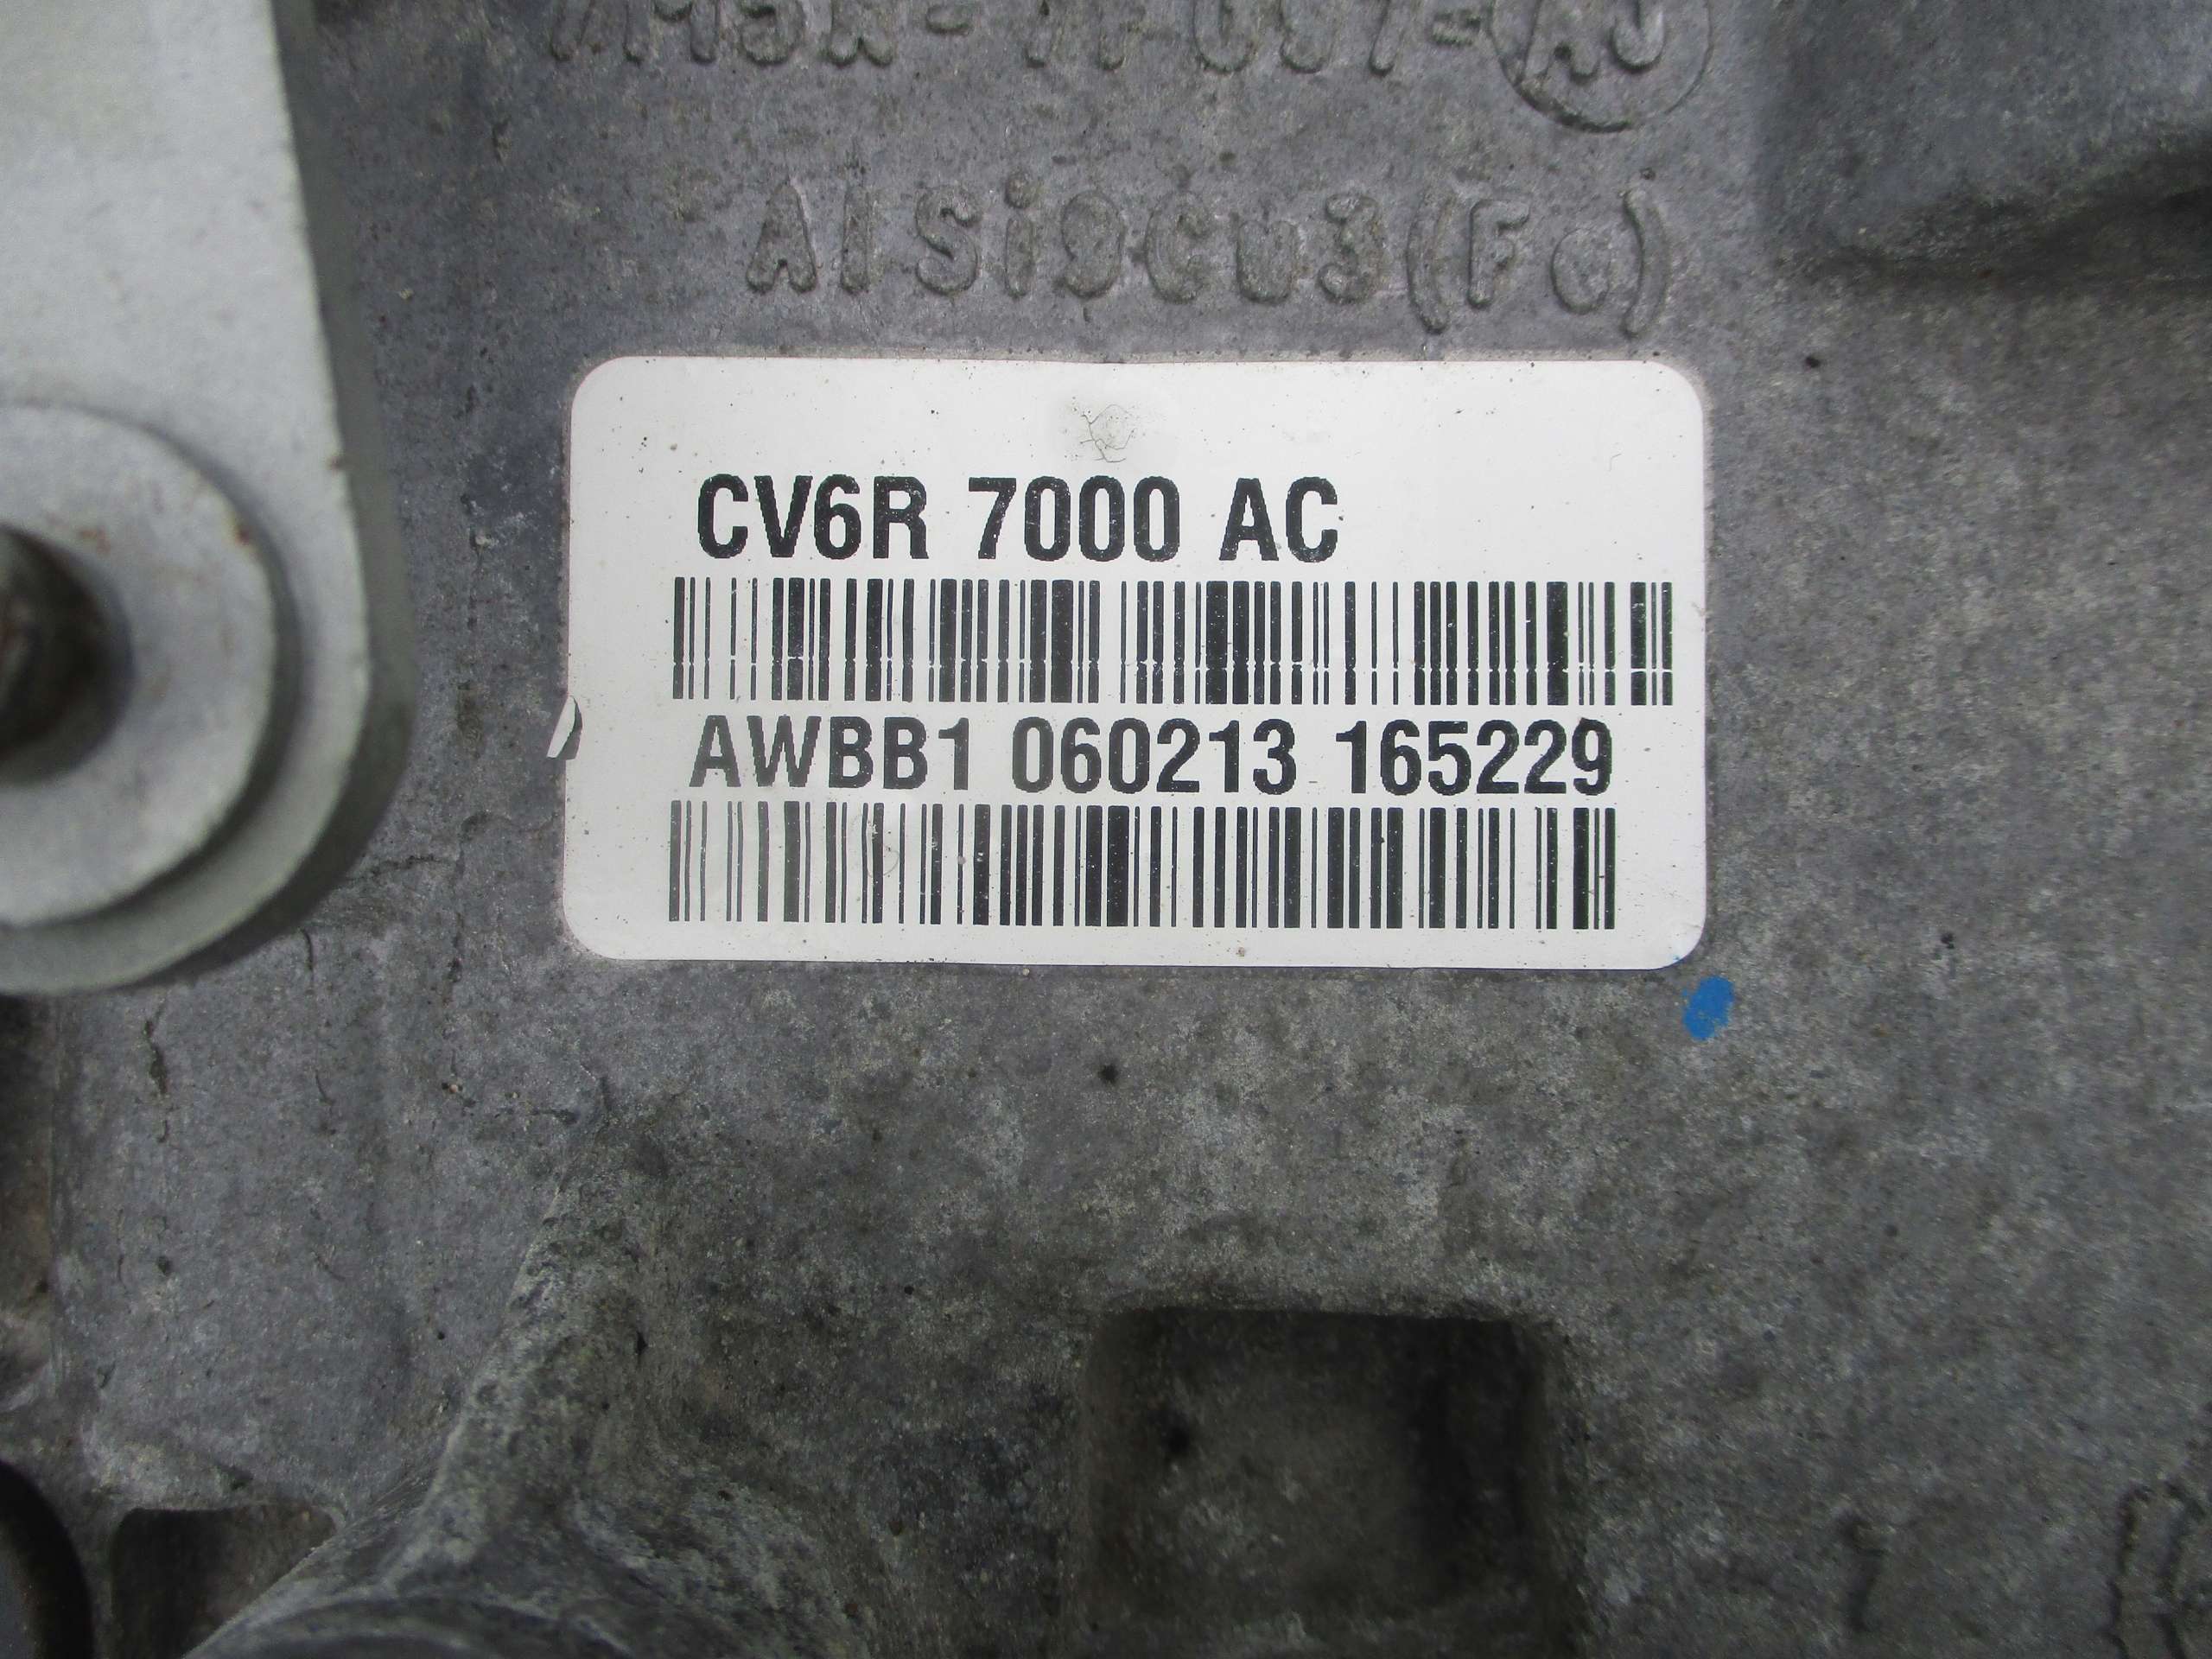 AlSi9Cu3(Fe)
CV6R 7000 AC
AWBB1 060213 165229